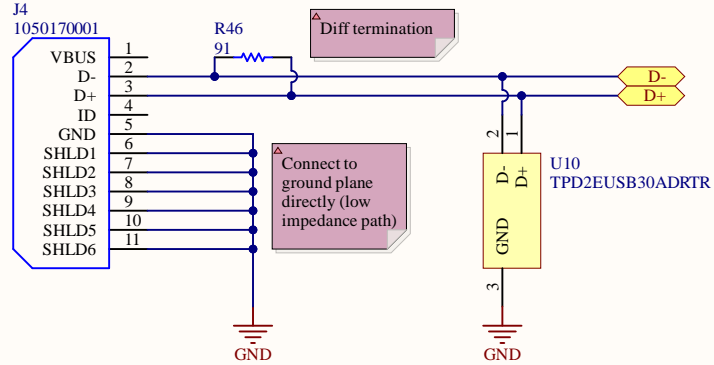 J4
1050170001
VBUS 1
D- 2
D+ 3
ID 4
GND 5
SHLD1 6
SHLD2 7
SHLD3 8
SHLD4 9
SHLD5 10
SHLD6 11
R46
91
Diff termination
Connect to
ground plane
directly (low
impedance path)
GND
D-
D+
2
1
D-
D+
GND
3
U10
TPD2EUSB30ADRTR
GND